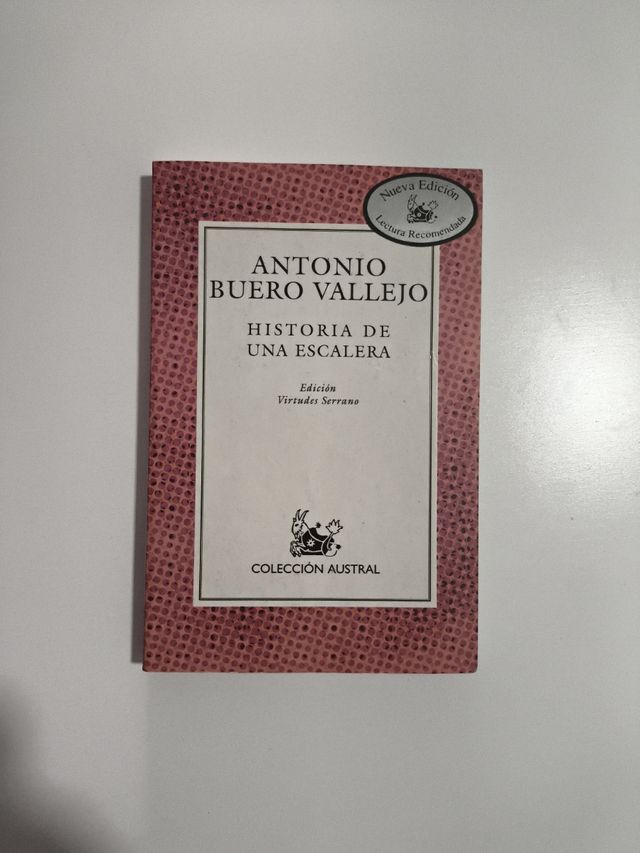 Nueva Edición
Lectura Recomendada
ANTONIO
BUERO VALLEJO
HISTORIA DE
UNA ESCALERA
Edición
Virtudes Serrano
COLECCIÓN AUSTRAL